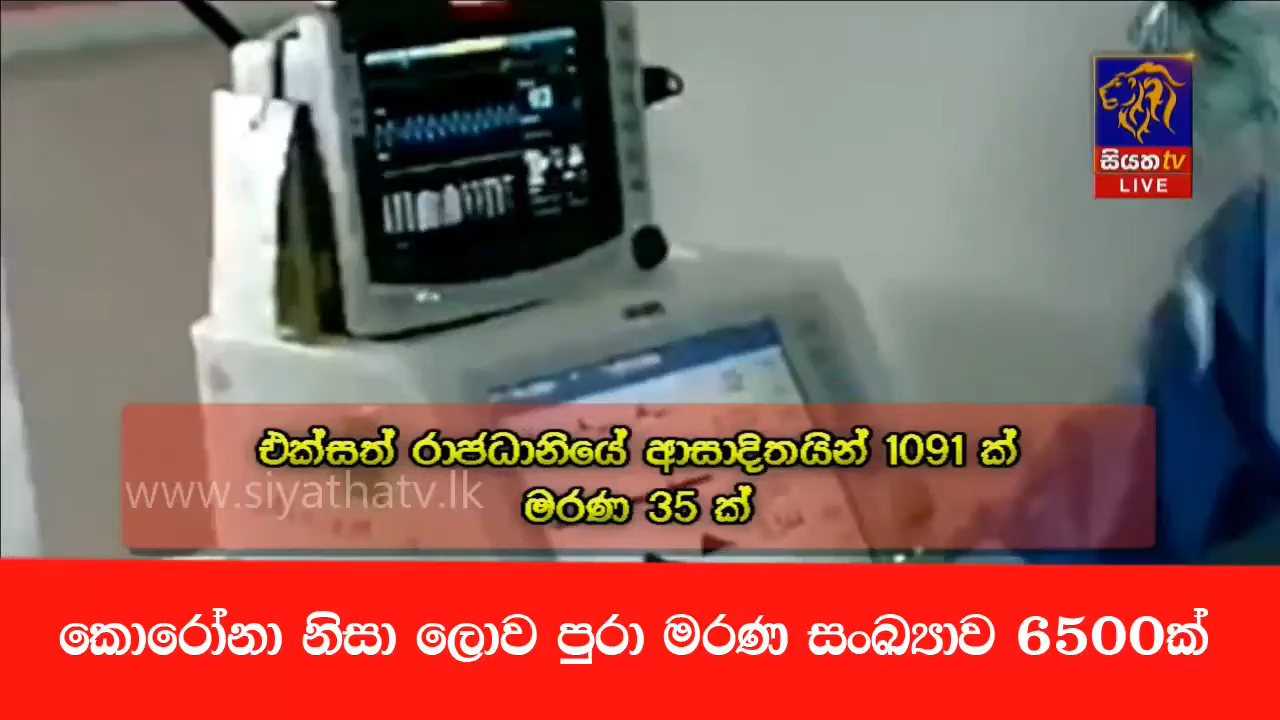 සියත tv
LIVE
එක්සත් රාජධානියේ ආසාදිතයින් 1091 ක්
www.siyathatv.lk
මරණ 35 ක්
කොරෝනා නිසා ලොව පුරා මරණ සංඛ්‍යාව 6500ක්